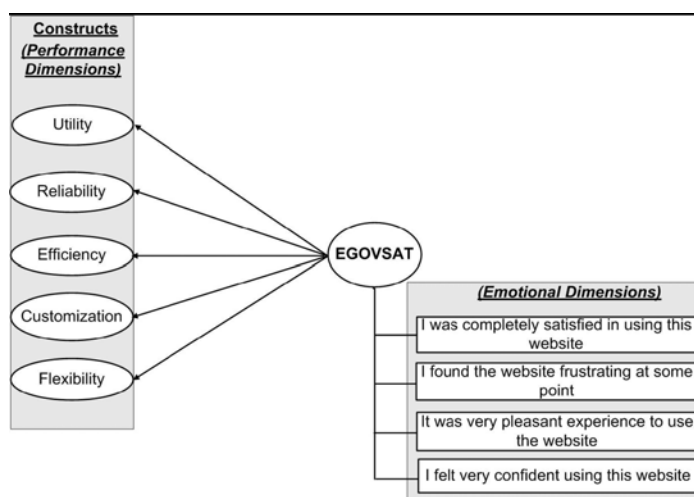 Constructs
(Performance
Dimensions)
Utility
Reliability
Efficiency
Customization
Flexibility
EGOVSAT
(Emotional Dimensions)
I was completely satisfied in using this
website
I found the website frustrating at some
point
It was very pleasant experience to use
the website
I felt very confident using this website